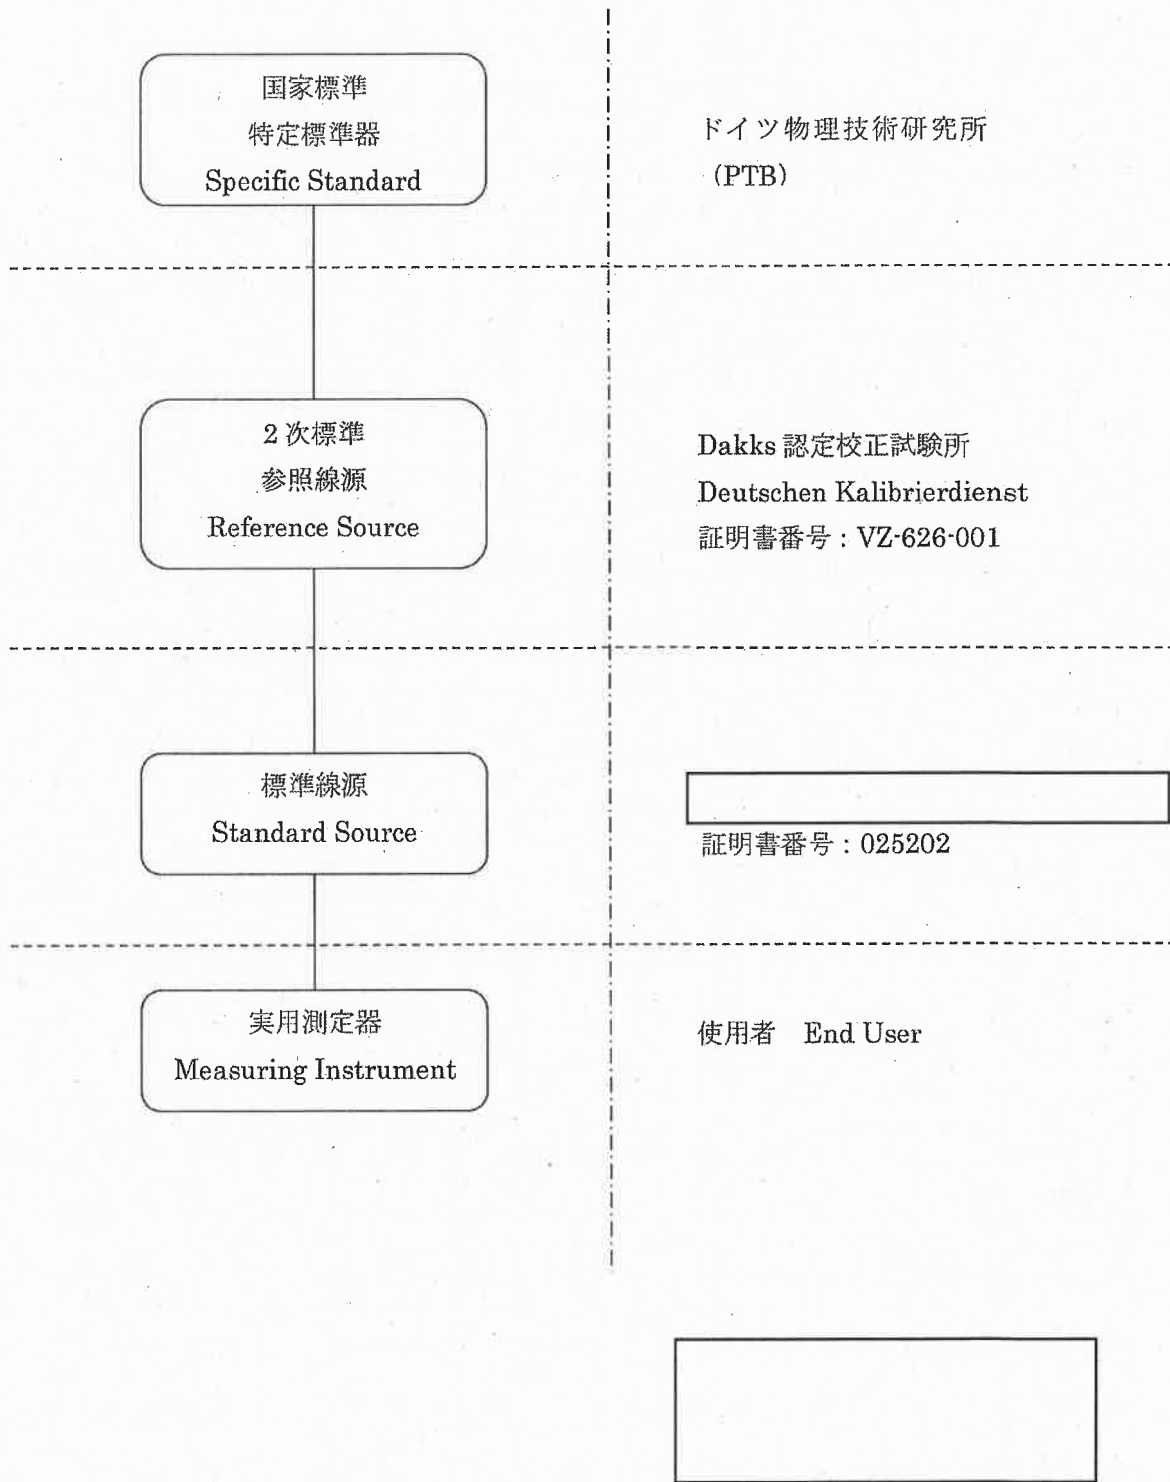 国家標準
特定標準器
Specific Standard
ドイツ物理技術研究所
(PTB)
2次標準
参照線源
Reference Source
Dakks 認定校正試験所
Deutschen Kalibrierdienst
証明書番号：VZ-626-001
標準線源
Standard Source
証明書番号：025202
実用測定器
Measuring Instrument
使用者　End User